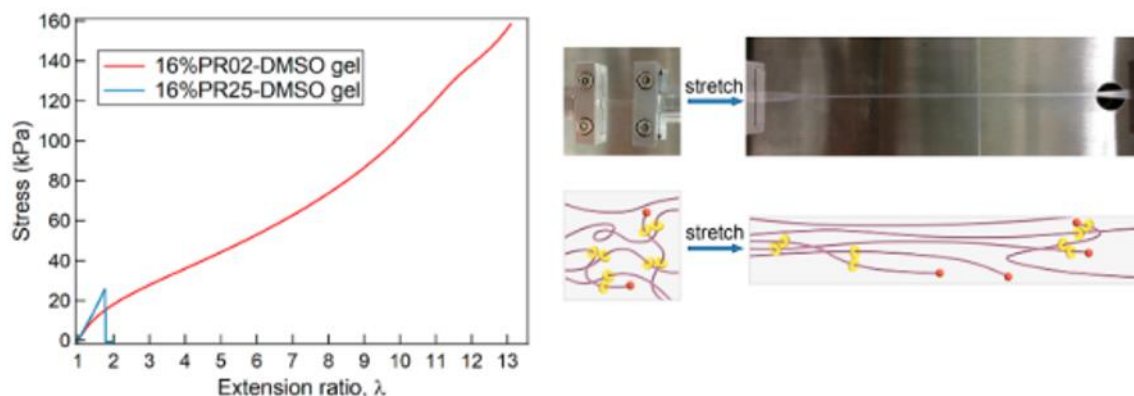 160
140
120
100
80
60
40
20
0
Stress (kPa)
16%PR02-DMSO gel
16%PR25-DMSO gel
1 2 3 4 5 6 7 8 9 10 11 12 13
Extension ratio, λ
stretch
stretch